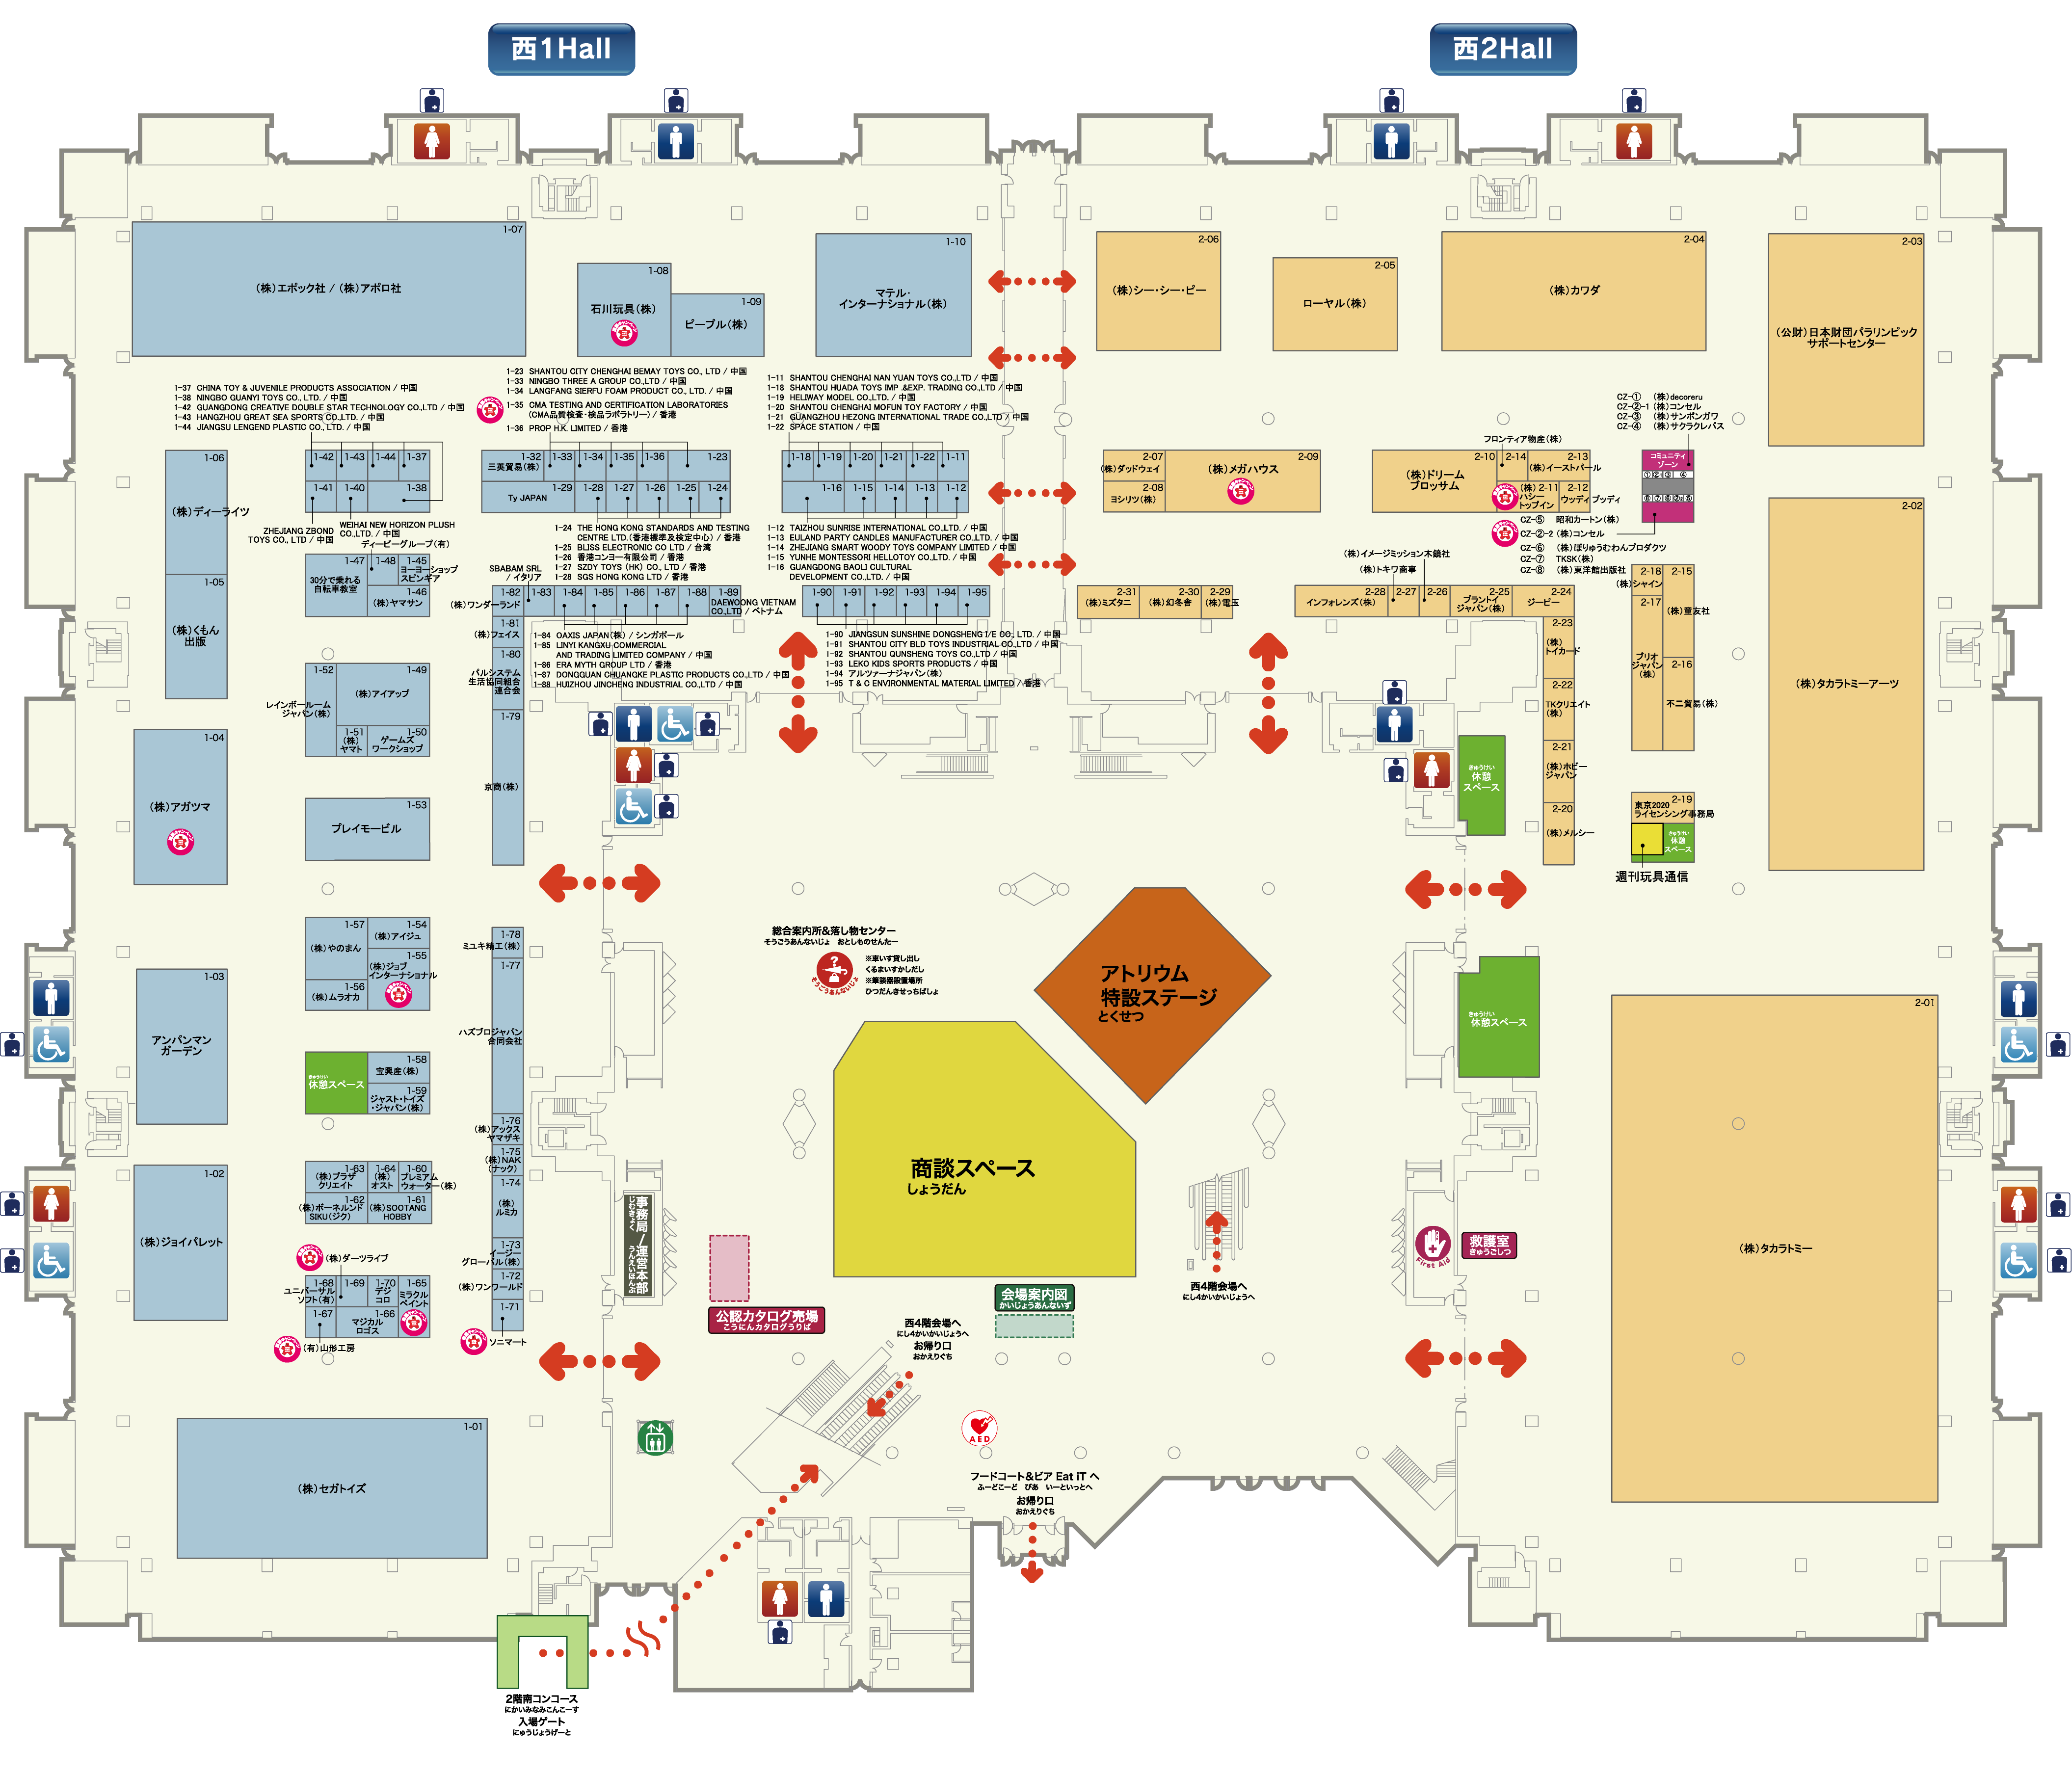 西1Hall
西2Hall
1-07
(株)エポック社 / (株)アポロ社
1-08
石川玩具(株)
1-09
ピープル(株)
1-10
マテル・
インターナショナル(株)
2-06
(株)シー・シー・ピー
2-05
ローヤル(株)
2-04
(株)カワダ
2-03
(公財)日本財団パラリンピック
サポートセンター
1-37 CHINA TOY & JUVENILE PRODUCTS ASSOCIATION / 中国
1-38 NINGBO GUANYI TOYS CO., LTD. / 中国
1-42 GUANGDONG CREATIVE DOUBLE STAR TECHNOLOGY CO.,LTD / 中国
1-43 HANGZHOU GREAT SEA SPORTS CO.,LTD. / 中国
1-44 JIANGSU LENGEND PLASTIC CO., LTD. / 中国
1-23 SHANTOU CITY CHENGHAI BEMAY TOYS CO., LTD / 中国
1-33 NINGBO THREE A GROUP CO.,LTD / 中国
1-34 LANGFANG SIERFU FOAM PRODUCT CO., LTD. / 中国
1-35 CMA TESTING AND CERTIFICATION LABORATORIES
(CMA品質検査・検品ラボラトリー) / 香港
1-36 PROP H.K. LIMITED / 香港
1-11 SHANTOU CHENGHAI NAN YUAN TOYS CO.,LTD / 中国
1-18 SHANTOU HUADA TOYS IMP .&EXP. TRADING CO.,LTD / 中国
1-19 HELIWAY MODEL CO.,LTD. / 中国
1-20 SHANTOU CHENGHAI MOFUN TOY FACTORY / 中国
1-21 GUANGZHOU HEZONG INTERNATIONAL TRADE CO.,LTD / 中国
1-22 SPACE STATION / 中国
CZ-① (株)decoreru
CZ-②-1 (株)コンセル
CZ-③ (株)サンボンガワ
CZ-④ (株)サクラクレパス
1-06
(株)ディーライツ
1-05
(株)くもん
出版
1-42
1-43
1-44
1-37
1-41
1-40
1-38
ZHEJIANG ZBOND
TOYS CO., LTD / 中国
WEIHAI NEW HORIZON PLUSH
CO.,LTD. / 中国
ディーピーグループ(有)
1-32
三英貿易(株)
1-33
1-34
1-35
1-36
1-23
1-29
Ty JAPAN
1-28
1-27
1-26
1-25
1-24
1-18
1-19
1-20
1-21
1-22
1-11
1-16
1-15
1-14
1-13
1-12
2-07
(株)ダッドウェイ
2-08
ヨシリツ(株)
2-09
(株)メガハウス
フロンティア物産(株)
2-10
(株)ドリーム
ブロッサム
2-14
2-13
(株)イーストパール
(株) 2-11
ハシー
トップイン
2-12
ウッディプッディ
コミュニティ
ゾーン
CZ-⑤ 昭和カートン(株)
CZ-②-2 (株)コンセル
CZ-⑥ (株)ぽりゅうむわんプロダクツ
CZ-⑦ TKSK(株)
CZ-⑧ (株)東洋館出版社
1-24 THE HONG KONG STANDARDS AND TESTING
CENTRE LTD.(香港標準及検定中心) / 香港
1-25 BLISS ELECTRONIC CO LTD / 台湾
1-26 香港コンヨー有限公司 / 香港
1-27 SZDY TOYS (HK) CO., LTD / 香港
1-28 SGS HONG KONG LTD / 香港
1-12 TAIZHOU SUNRISE INTERNATIONAL CO.,LTD. / 中国
1-13 EULAND PARTY CANDLES MANUFACTURER CO.,LTD. / 中国
1-14 ZHEJIANG SMART WOODY TOYS COMPANY LIMITED / 中国
1-15 YUNHE MONTESSORI HELLOTOY CO.,LTD. / 中国
1-16 GUANGDONG BAOLI CULTURAL
DEVELOPMENT CO.,LTD. / 中国
1-47
30分で乗れる
自転車教室
1-48
1-45
ヨーヨーショップ
スピンギア
1-46
(株)ヤマサン
SBABAM SRL
/ イタリア
1-82
(株)ワンダーランド
1-83
1-84
1-85
1-86
1-87
1-88
1-89
DAEWOONG VIETNAM
CO.,LTD / ベトナム
1-90
1-91
1-92
1-93
1-94
1-95
2-31
(株)ミズタニ
2-30
(株)幻冬舎
2-29
(株)電玉
(株)イメージミッション木鏡社
(株)トキワ商事
2-28
インフォレンズ(株)
2-27
2-26
2-25
プラントイ
ジャパン(株)
2-24
ジーピー
2-18
(株)シャイン
2-15
(株)童友社
2-17
ブリオ
ジャパン
(株)
2-16
不二貿易(株)
2-02
(株)タカラトミーアーツ
1-81
(株)フェイス
1-80
パルシステム
生活協同組合
連合会
1-79
京商(株)
1-84 OAXIS JAPAN(株) / シンガポール
1-85 LINYI KANGXU COMMERCIAL
AND TRADING LIMITED COMPANY / 中国
1-86 ERA MYTH GROUP LTD / 香港
1-87 DONGGUAN CHUANGKE PLASTIC PRODUCTS CO.,LTD / 中国
1-88 HUIZHOU JINCHENG INDUSTRIAL CO.,LTD / 中国
1-90 JIANGSUN SUNSHINE DONGSHENG I/E CO., LTD. / 中国
1-91 SHANTOU CITY BLD TOYS INDUSTRIAL CO.,LTD / 中国
1-92 SHANTOU QUNSHENG TOYS CO.,LTD / 中国
1-93 LEKO KIDS SPORTS PRODUCTS / 中国
1-94 アルツァーナジャパン(株)
1-95 T & C ENVIRONMENTAL MATERIAL LIMITED / 香港
2-23
(株)
トイカード
2-22
TKクリエイト
(株)
2-21
(株)ホビー
ジャパン
2-20
(株)メルシー
1-52
レインボールーム
ジャパン(株)
1-49
(株)アイアップ
1-51
(株)
ヤマト
1-50
ゲームズ
ワークショップ
1-04
(株)アガツマ
1-53
プレイモービル
きゅうけい
休憩
スペース
2-19
東京2020
ライセンシング事務局
きゅうけい
休憩
スペース
週刊玩具通信
1-57
(株)やのまん
1-54
(株)アイジュ
1-55
(株)ジョブ
インターナショナル
1-56
(株)ムラオカ
1-78
ミユキ精工(株)
1-77
ハズブロジャパン
合同会社
総合案内所&落し物センター
そうごうあんないじょ おとしものせんたー
※車いす貸し出し
くるまいすかしだし
※筆談器設置場所
ひつだんきせっちばしょ
そうごうあんないじょ
アトリウム
特設ステージ
とくせつ
きゅうけい
休憩スペース
1-03
アンパンマン
ガーデン
きゅうけい
休憩スペース
1-58
宝興産(株)
1-59
ジャスト・トイズ
・ジャパン(株)
2-01
(株)タカラトミー
1-76
(株)アックス
ヤマザキ
1-75
(株)NAK
(ナック)
1-74
(株)
ルミカ
1-73
イージー
グローバル(株)
1-72
(株)ワンワールド
1-71
ソニマート
1-02
(株)ジョイパレット
1-63
(株)プラザ
クリエイト
1-64
(株)
オスト
1-60
プレミアム
ウォーター(株)
1-62
(株)ボーネルンド
SIKU(ジク)
1-61
(株)SOOTANG
HOBBY
(株)ダーツライブ
1-68
ユニバーサル
ソフト(有)
1-69
1-70
デジ
コロ
1-65
ミラクル
ペイント
1-67
1-66
マジカル
ロゴス
(有)山形工房
商談スペース
しょうだん
事務局/運営本部
じむきょく うんえいほんぶ
公認カタログ売場
こうにんカタログうりば
会場案内図
かいじょうあんないず
西4階会場へ
にし4かいかいじょうへ
救護室
きゅうごしつ
First Aid
西4階会場へ
にし4かいかいじょうへ
お帰り口
おかえりぐち
1-01
(株)セガトイズ
AED
フードコート&ビア Eat iT へ
ふーどこーと びあ いーといっとへ
お帰り口
おかえりぐち
2階南コンコース
にかいみなみこんこーす
入場ゲート
にゅうじょうげーと